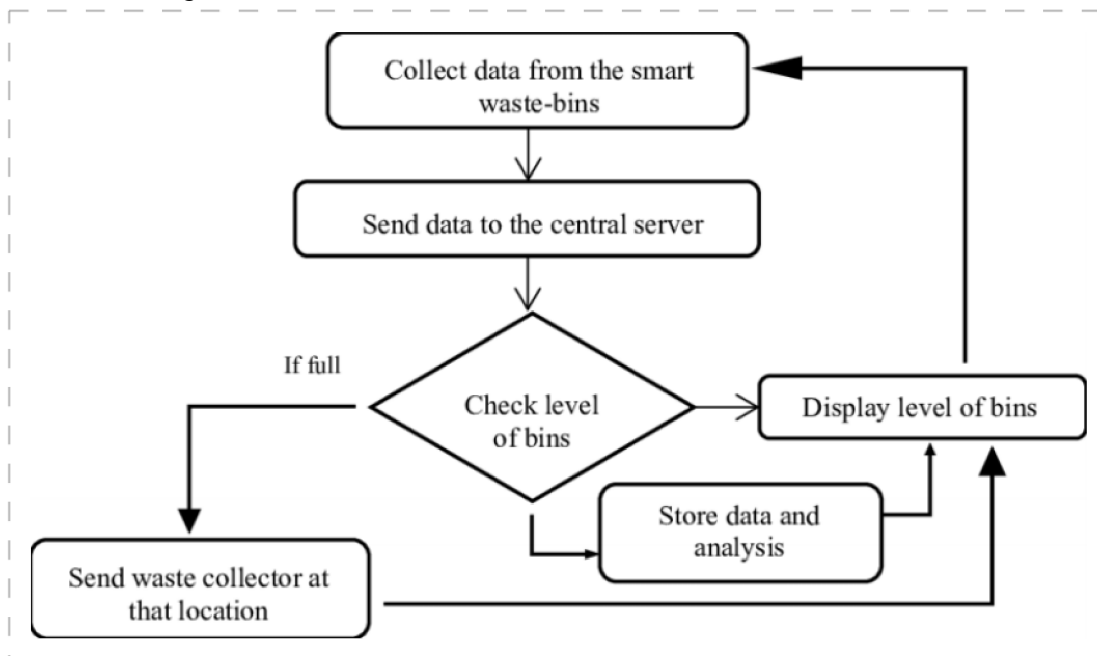 Collect data from the smart
waste-bins
Send data to the central server
If full
Check level
of bins
Display level of bins
Store data and
analysis
Send waste collector at
that location